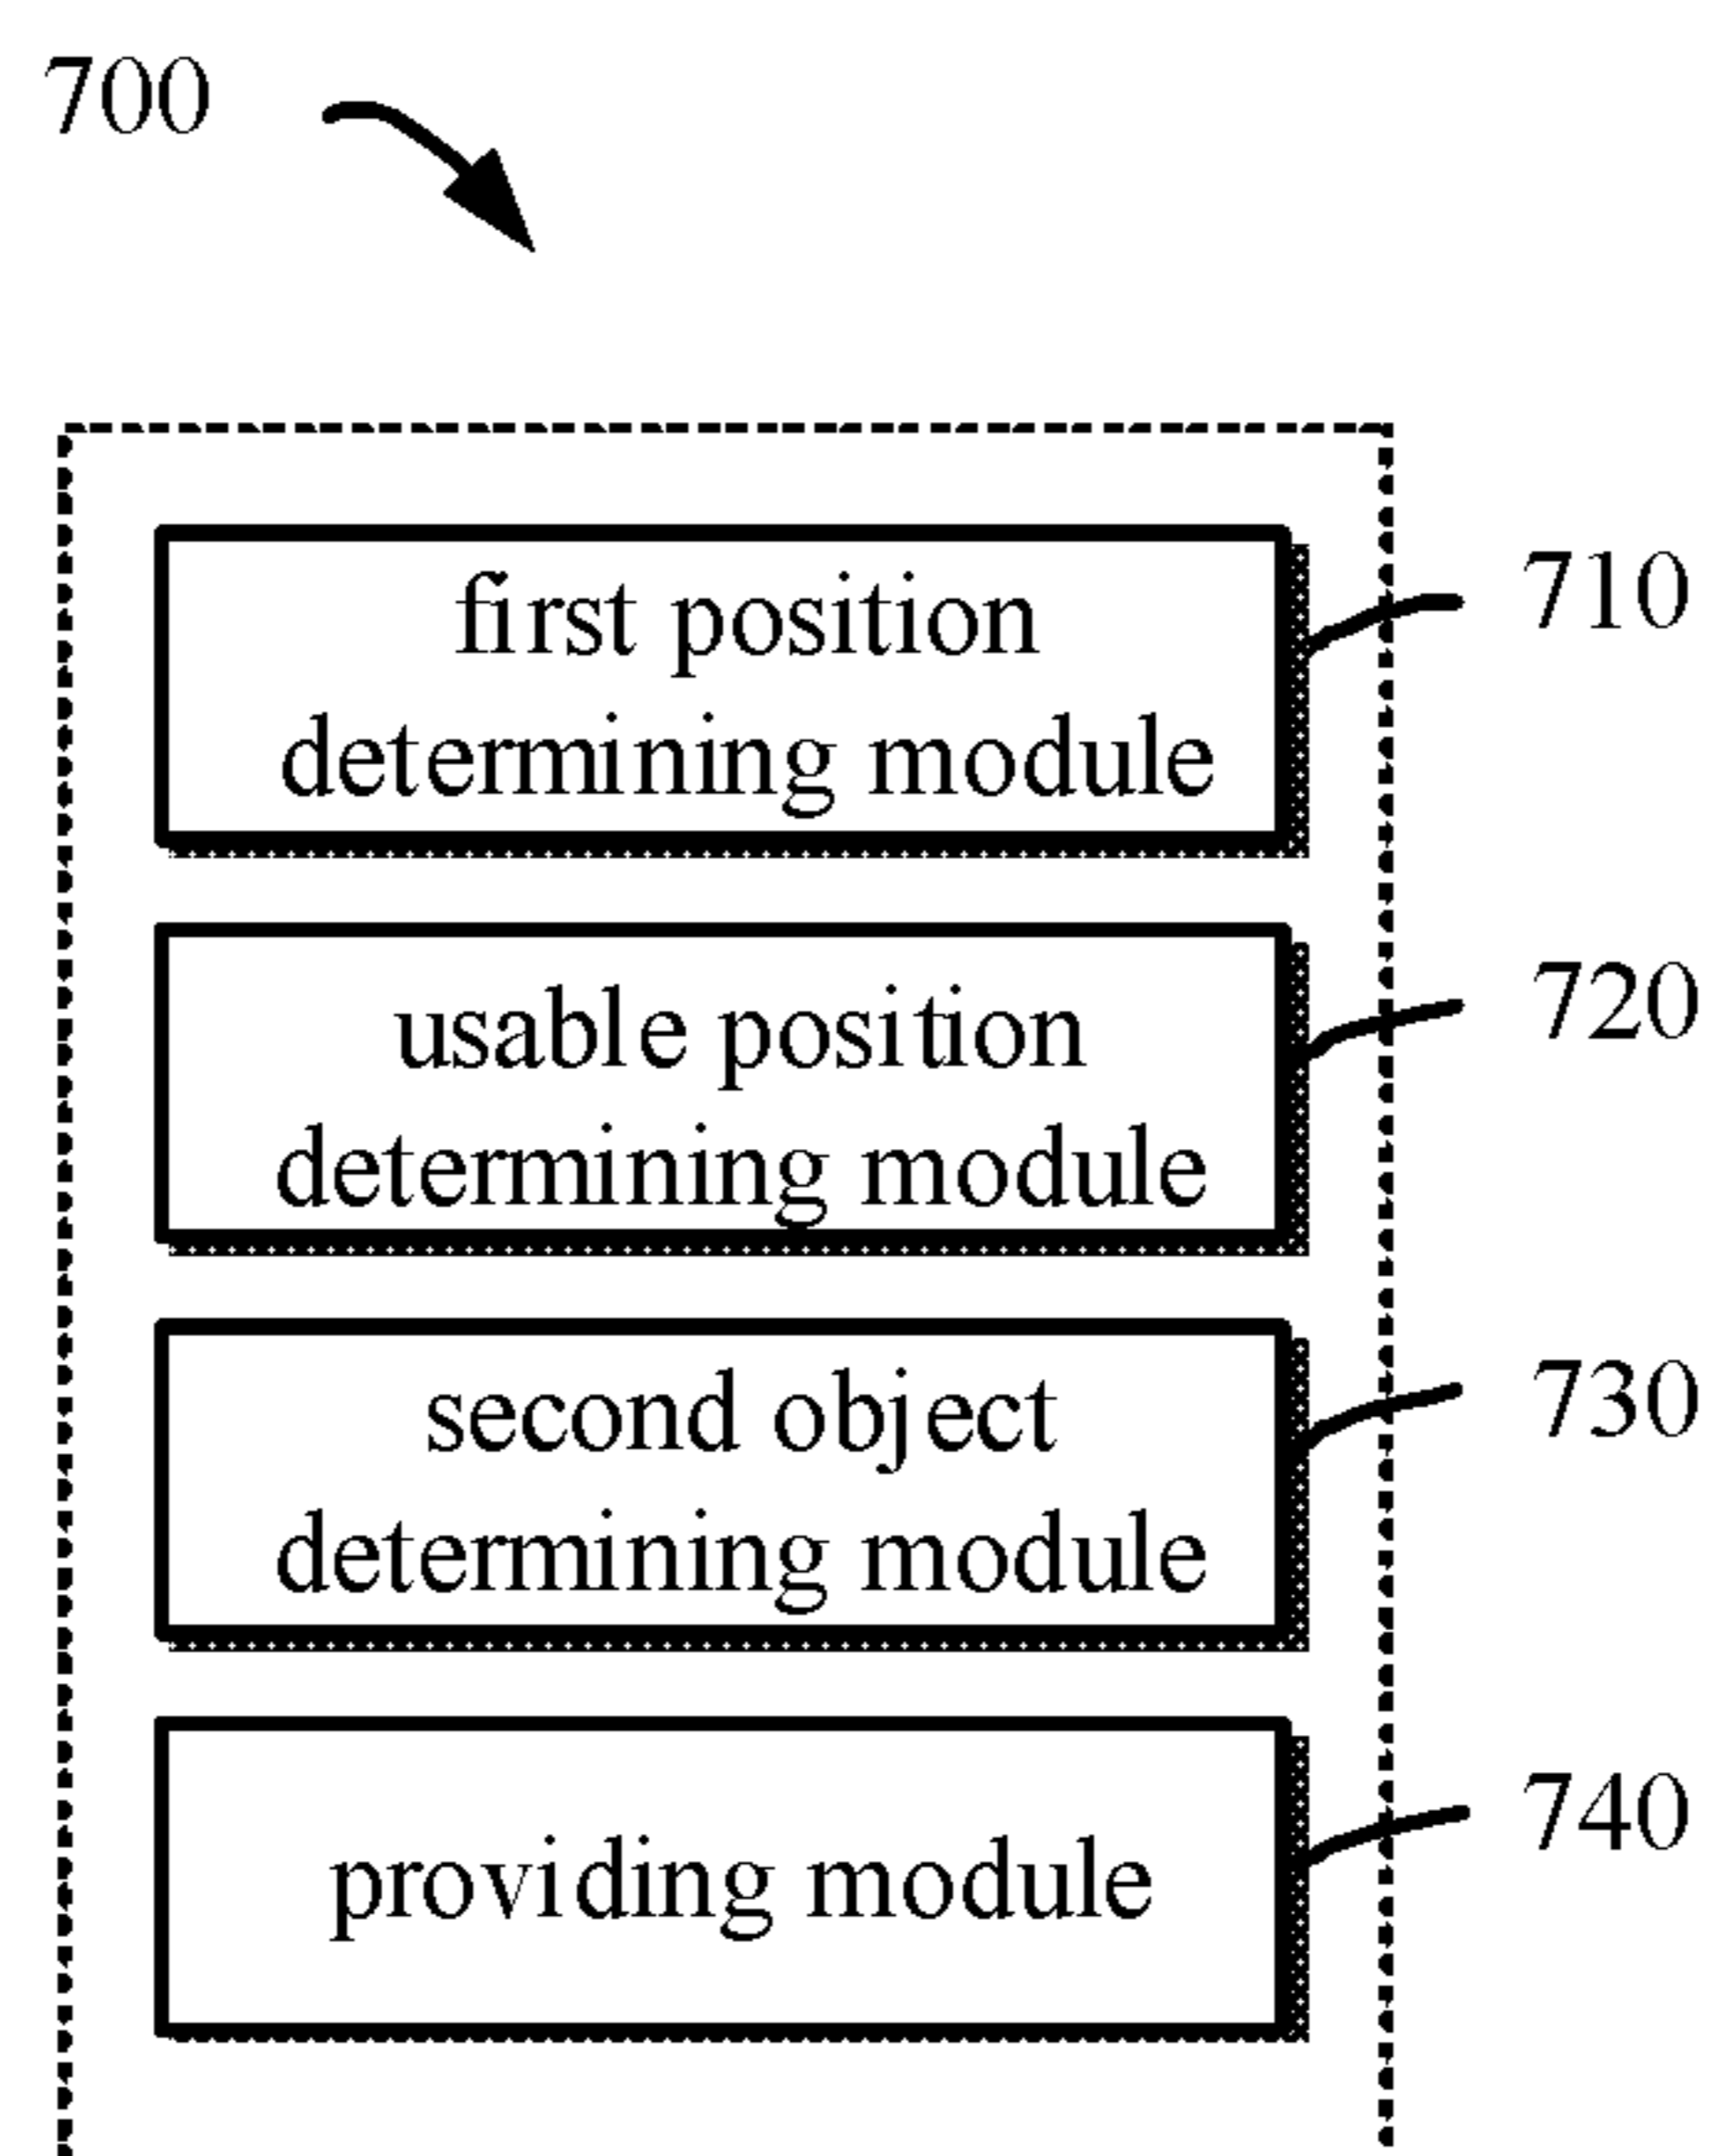 700
first position
determining module
710
usable position
determining module
720
second object
determining module
730
providing module
740